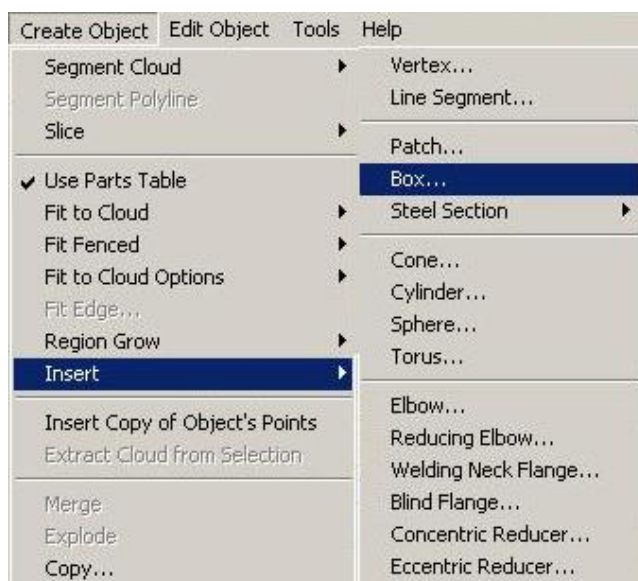 Create Object Edit Object Tools Help
Segment Cloud
Segment Polyline
Slice
Use Parts Table
Fit to Cloud
Fit Fenced
Fit to Cloud Options
Fit Edge...
Region Grow
Insert
Insert Copy of Object's Points
Extract Cloud from Selection
Merge
Explode
Copy...
Vertex...
Line Segment...
Patch...
Box...
Steel Section
Cone...
Cylinder...
Sphere...
Torus...
Elbow...
Reducing Elbow...
Welding Neck Flange...
Blind Flange...
Concentric Reducer...
Eccentric Reducer...